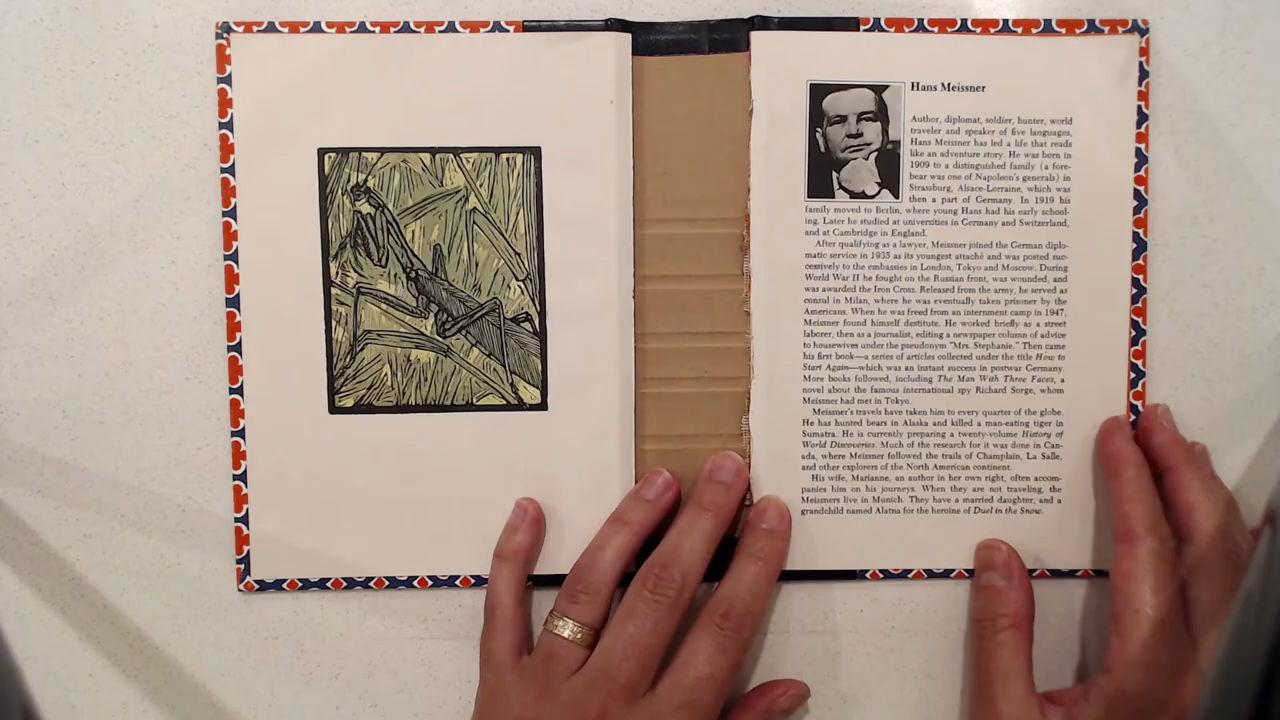 Hans Meissner
Author, diplomat, soldier, hunter, world
traveler and speaker of five languages,
Hans Meissner has led a life that reads
like an adventure story. He was born in
1909 to a distinguished family (a fore-
bear was one of Napoleon's generals) in
Strassburg, Alsace-Lorraine, which was
then a part of Germany. In 1919 his
family moved to Berlin, where young Hans had his early school-
ing. Later he studied at universities in Germany and Switzerland,
and at Cambridge in England.
After qualifying as a lawyer, Meissner joined the German diplo-
matic service in 1935 as its youngest attaché and was posted suc-
cessively to the embassies in London, Tokyo and Moscow. During
World War II he fought on the Russian front, was wounded, and
was awarded the Iron Cross. Released from the army, he served as
consul in Milan, where he was eventually taken prisoner by the
Americans. When he was freed from an internment camp in 1947,
Meissner found himself destitute. He worked briefly as a street
laborer, then as a journalist, editing a newspaper column of advice
to housewives under the pseudonym "Mrs. Stephanie." Then came
his first book—a series of articles collected under the title How to
Start Again—which was an instant success in postwar Germany.
More books followed, including The Man With Three Faces, a
novel about the famous international spy Richard Sorge, whom
Meissner had met in Tokyo.
Meissner's travels have taken him to every quarter of the globe.
He has hunted bears in Alaska and killed a man-eating tiger in
Sumatra. He is currently preparing a twenty-volume History of
World Discoveries. Much of the research for it was done in Can-
ada, where Meissner followed the trails of Champlain, La Salle,
and other explorers of the North American continent.
His wife, Marianne, an author in her own right, often accom-
panies him on his journeys. When they are not traveling, the
Meissners live in Munich. They have a married daughter, and a
grandchild named Alatna for the heroine of Duel in the Snow.